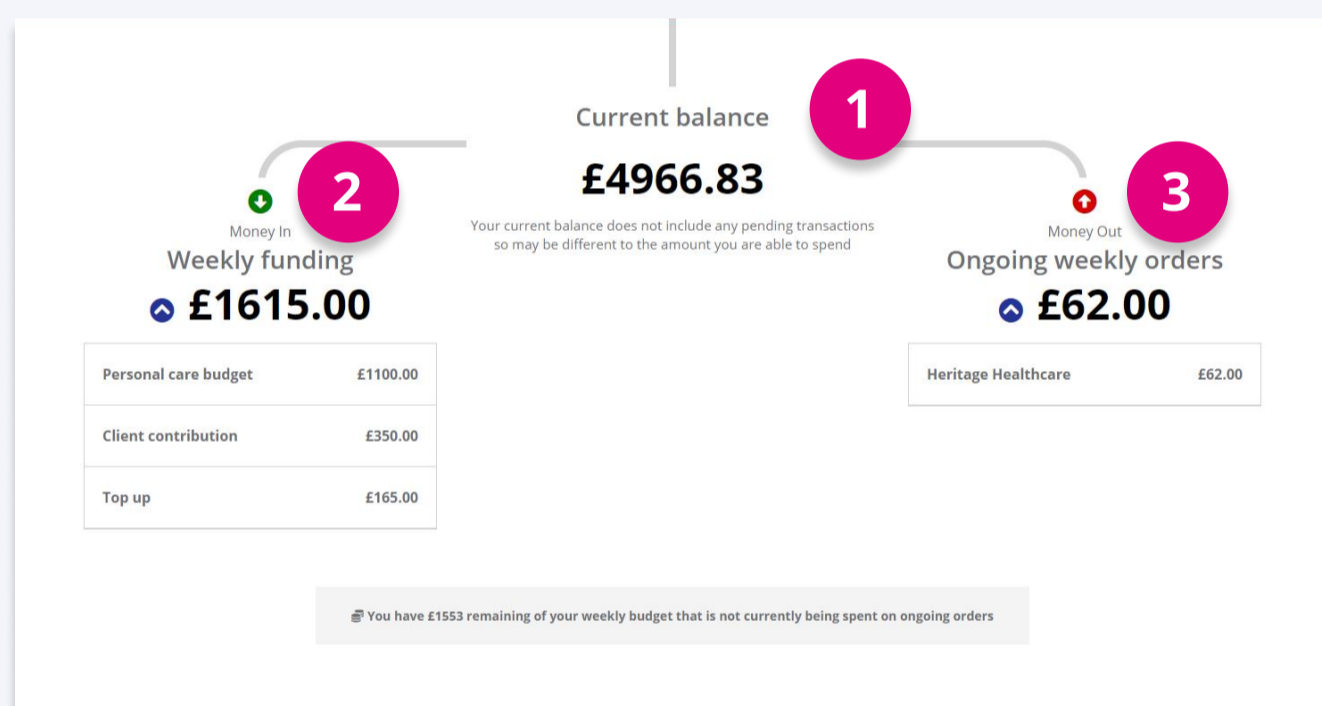 Current balance
1
£4966.83
Your current balance does not include any pending transactions
so may be different to the amount you are able to spend
2
Money In
Weekly funding
£1615.00
Personal care budget £1100.00
Client contribution £350.00
Top up £165.00
3
Money Out
Ongoing weekly orders
£62.00
Heritage Healthcare £62.00
You have £1553 remaining of your weekly budget that is not currently being spent on ongoing orders